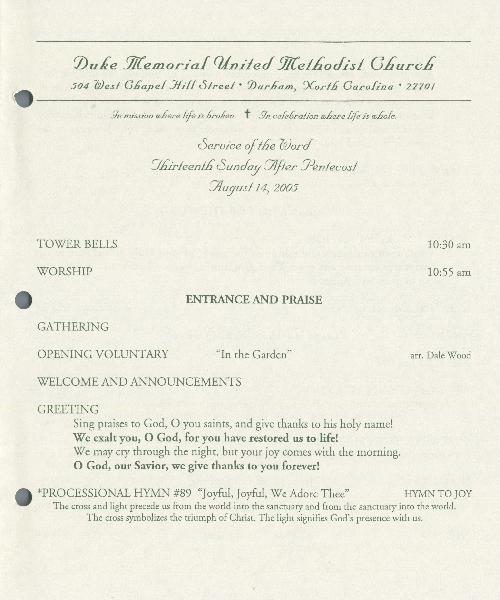 Duke Memorial United Methodist Church
504 West Chapel Hill Street • Durham, North Carolina • 27701
In mission where life is broken ✝ In celebration where life is whole.
Service of the Word
Thirteenth Sunday After Pentecost
August 14, 2005
TOWER BELLS 10:30 am
WORSHIP 10:55 am
ENTRANCE AND PRAISE
GATHERING
OPENING VOLUNTARY "In the Garden" arr. Dale Wood
WELCOME AND ANNOUNCEMENTS
GREETING
Sing praises to God, O you saints, and give thanks to his holy name!
We exalt you, O God, for you have restored us to life!
We may cry through the night, but your joy comes with the morning.
O God, our Savior, we give thanks to you forever!
*PROCESSIONAL HYMN #89 "Joyful, Joyful, We Adore Thee" HYMN TO JOY
The cross and light precede us from the world into the sanctuary and from the sanctuary into the world.
The cross symbolizes the triumph of Christ. The light signifies God's presence with us.